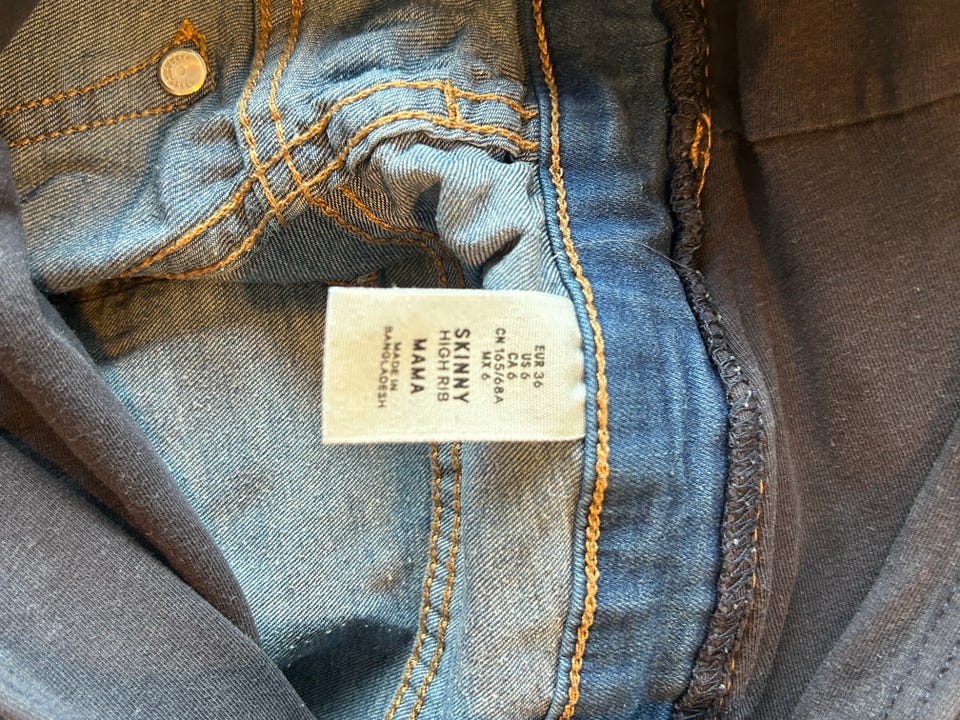 EUR 36
US 6
CA 6
CN 165/68A
MX 6
SKINNY
HIGH RIB
MAMA
MADE IN
BANGLADESH